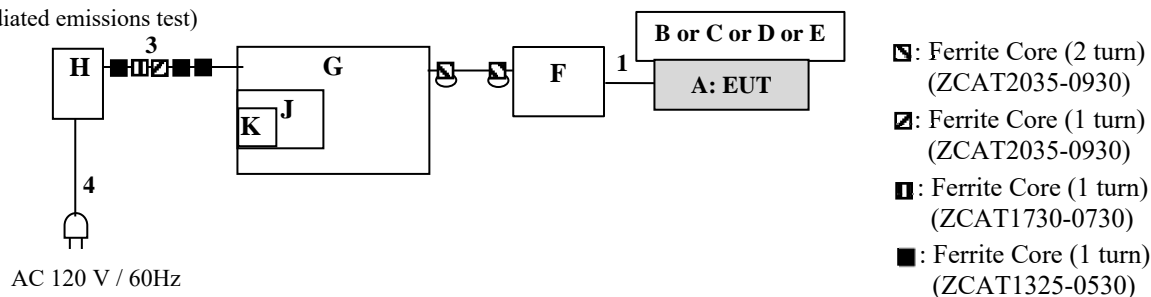 diated emissions test)
3
H
G
J
K
F
1
B or C or D or E
A: EUT
4
AC 120 V / 60Hz
: Ferrite Core (2 turn)
(ZCAT2035-0930)
: Ferrite Core (1 turn)
(ZCAT2035-0930)
: Ferrite Core (1 turn)
(ZCAT1730-0730)
: Ferrite Core (1 turn)
(ZCAT1325-0530)